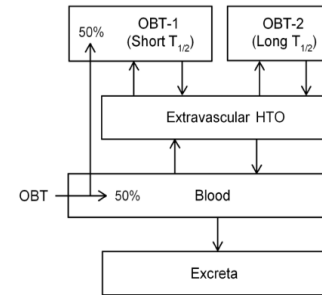 OBT-1
(Short T1/2)
OBT-2
(Long T1/2)
50%
Extravascular HTO
OBT
50%
Blood
Excreta